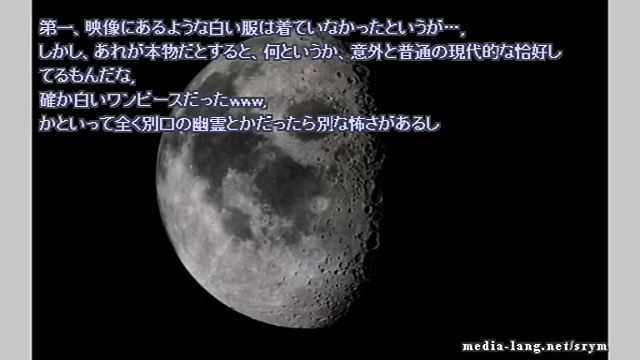 第一、映像にあるような白い服は着ていなかったというが…,
しかし、あれが本物だとすると、何というか、意外と普通の現代的な恰好し
てるもんだな,
確か白いワンピースだったwww,
かといって全く別口の幽霊とかだったら別な怖さがあるし
media-lang.net/srym